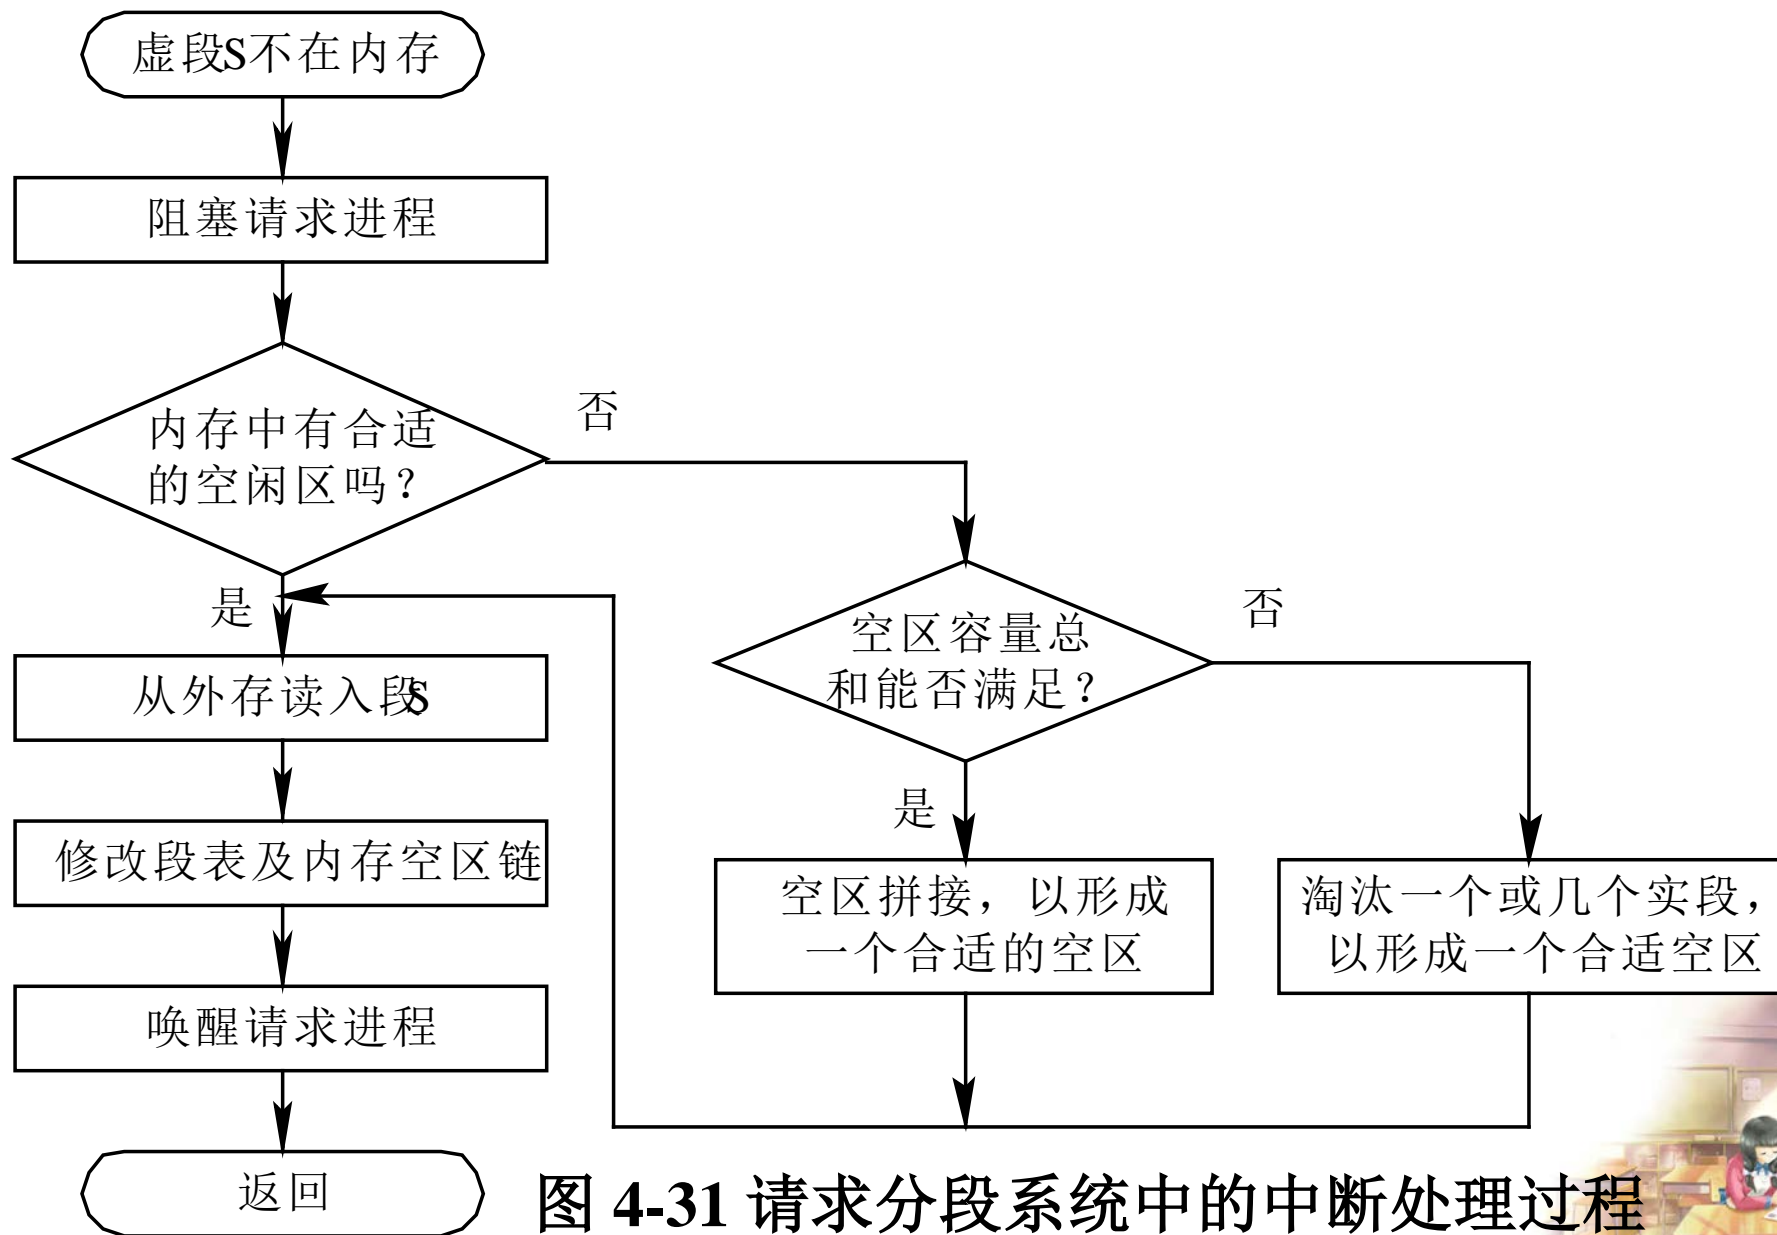 虚段S不在内存
阻塞请求进程
内存中有合适
的空闲区吗？
否
是
从外存读入段S
修改段表及内存空区链
唤醒请求进程
返回
空区容量总
和能否满足？
否
是
空区拼接，以形成
一个合适的空区
淘汰一个或几个实段，
以形成一个合适空区
图 4-31 请求分段系统中的中断处理过程